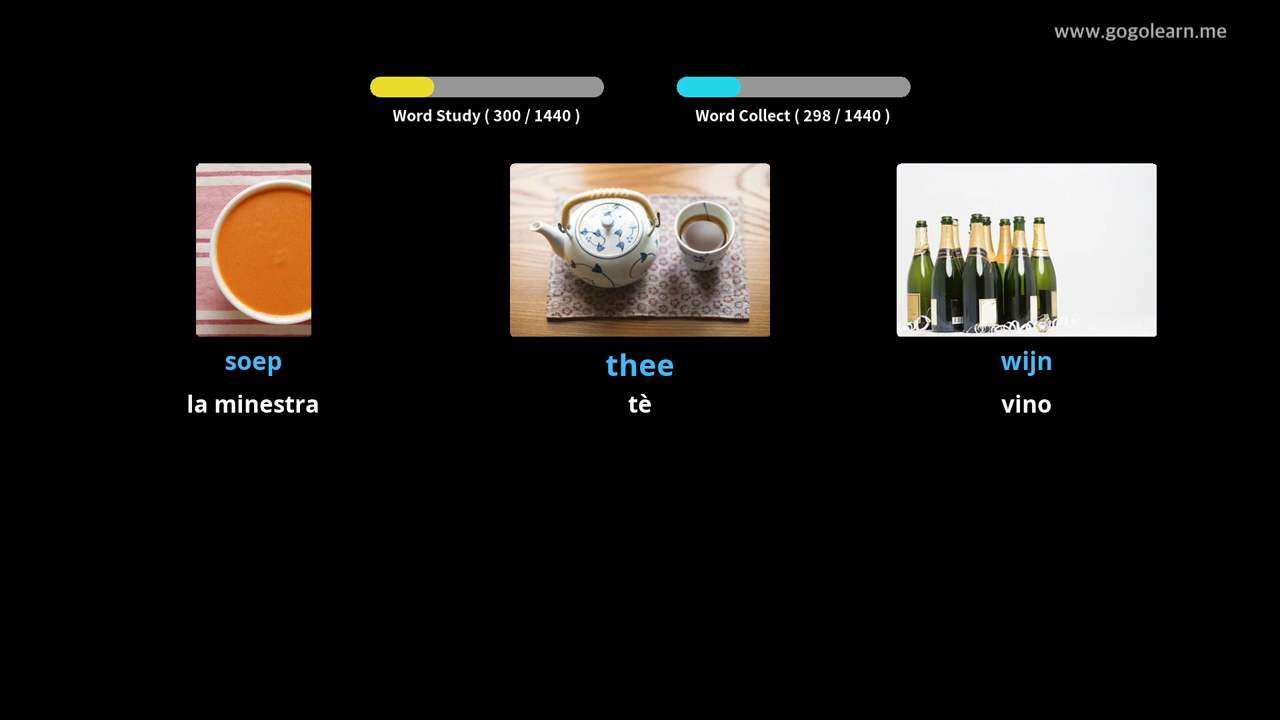 www.gogolearn.me
Word Study ( 300 / 1440 )
Word Collect ( 298 / 1440 )
soep
thee
wijn
la minestra
tè
vino